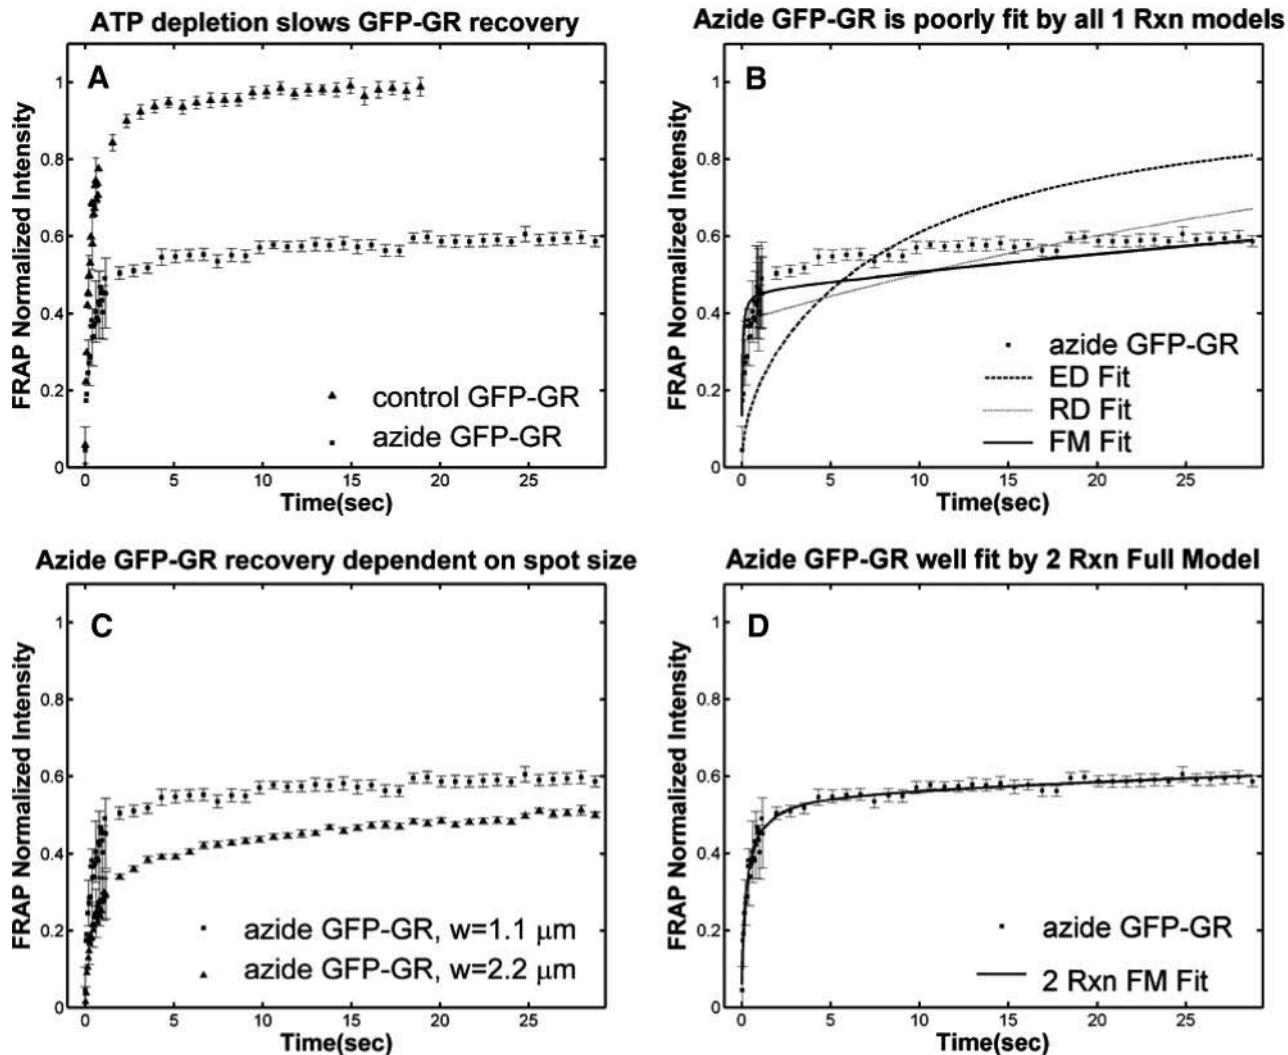 ATP depletion slows GFP-GR recovery
A
FRAP Normalized Intensity
1
0.8
0.6
0.4
0.2
0
control GFP-GR
azide GFP-GR
0 5 10 15 20 25
Time(sec)
Azide GFP-GR is poorly fit by all 1 Rxn models
B
FRAP Normalized Intensity
1
0.8
0.6
0.4
0.2
0
azide GFP-GR
ED Fit
RD Fit
FM Fit
0 5 10 15 20 25
Time(sec)
Azide GFP-GR recovery dependent on spot size
C
FRAP Normalized Intensity
1
0.8
0.6
0.4
0.2
0
azide GFP-GR, w=1.1 μm
azide GFP-GR, w=2.2 μm
0 5 10 15 20 25
Time(sec)
Azide GFP-GR well fit by 2 Rxn Full Model
D
FRAP Normalized Intensity
1
0.8
0.6
0.4
0.2
0
azide GFP-GR
2 Rxn FM Fit
0 5 10 15 20 25
Time(sec)